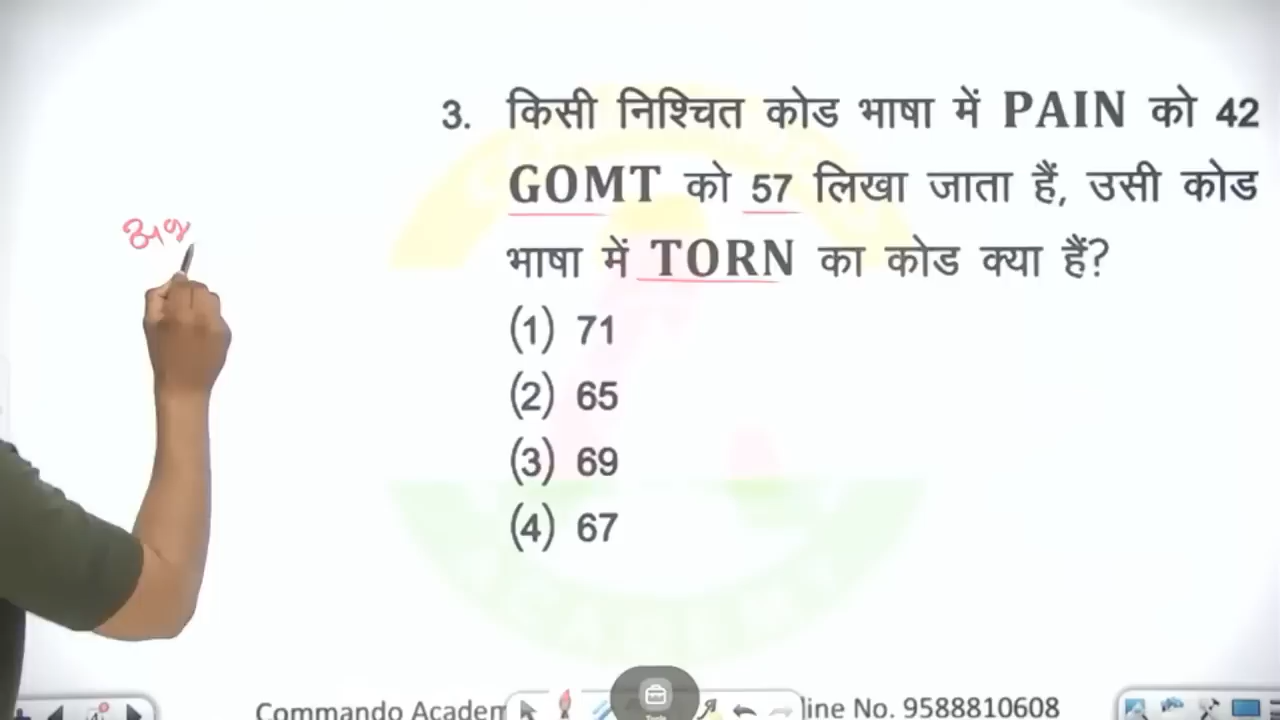 3. किसी निश्चित कोड भाषा में PAIN को 42
GOMT को 57 लिखा जाता हैं, उसी कोड
भाषा में TORN का कोड क्या हैं?
(1) 71
(2) 65
(3) 69
(4) 67
Commando Academ
line No. 9588810608